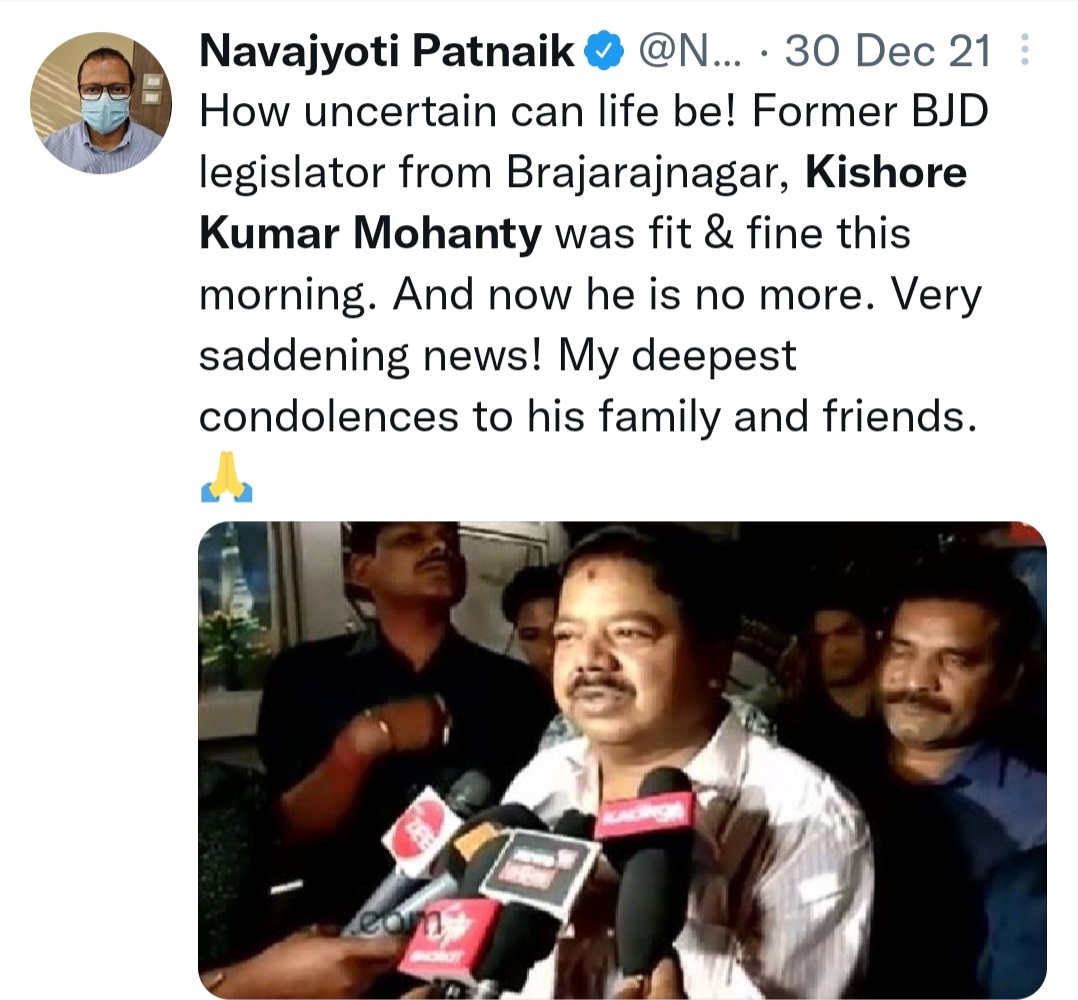 Navajyoti Patnaik @N... · 30 Dec 21
How uncertain can life be! Former BJD
legislator from Brajarajnagar, Kishore
Kumar Mohanty was fit & fine this
morning. And now he is no more. Very
saddening news! My deepest
condolences to his family and friends.
🙏
.com